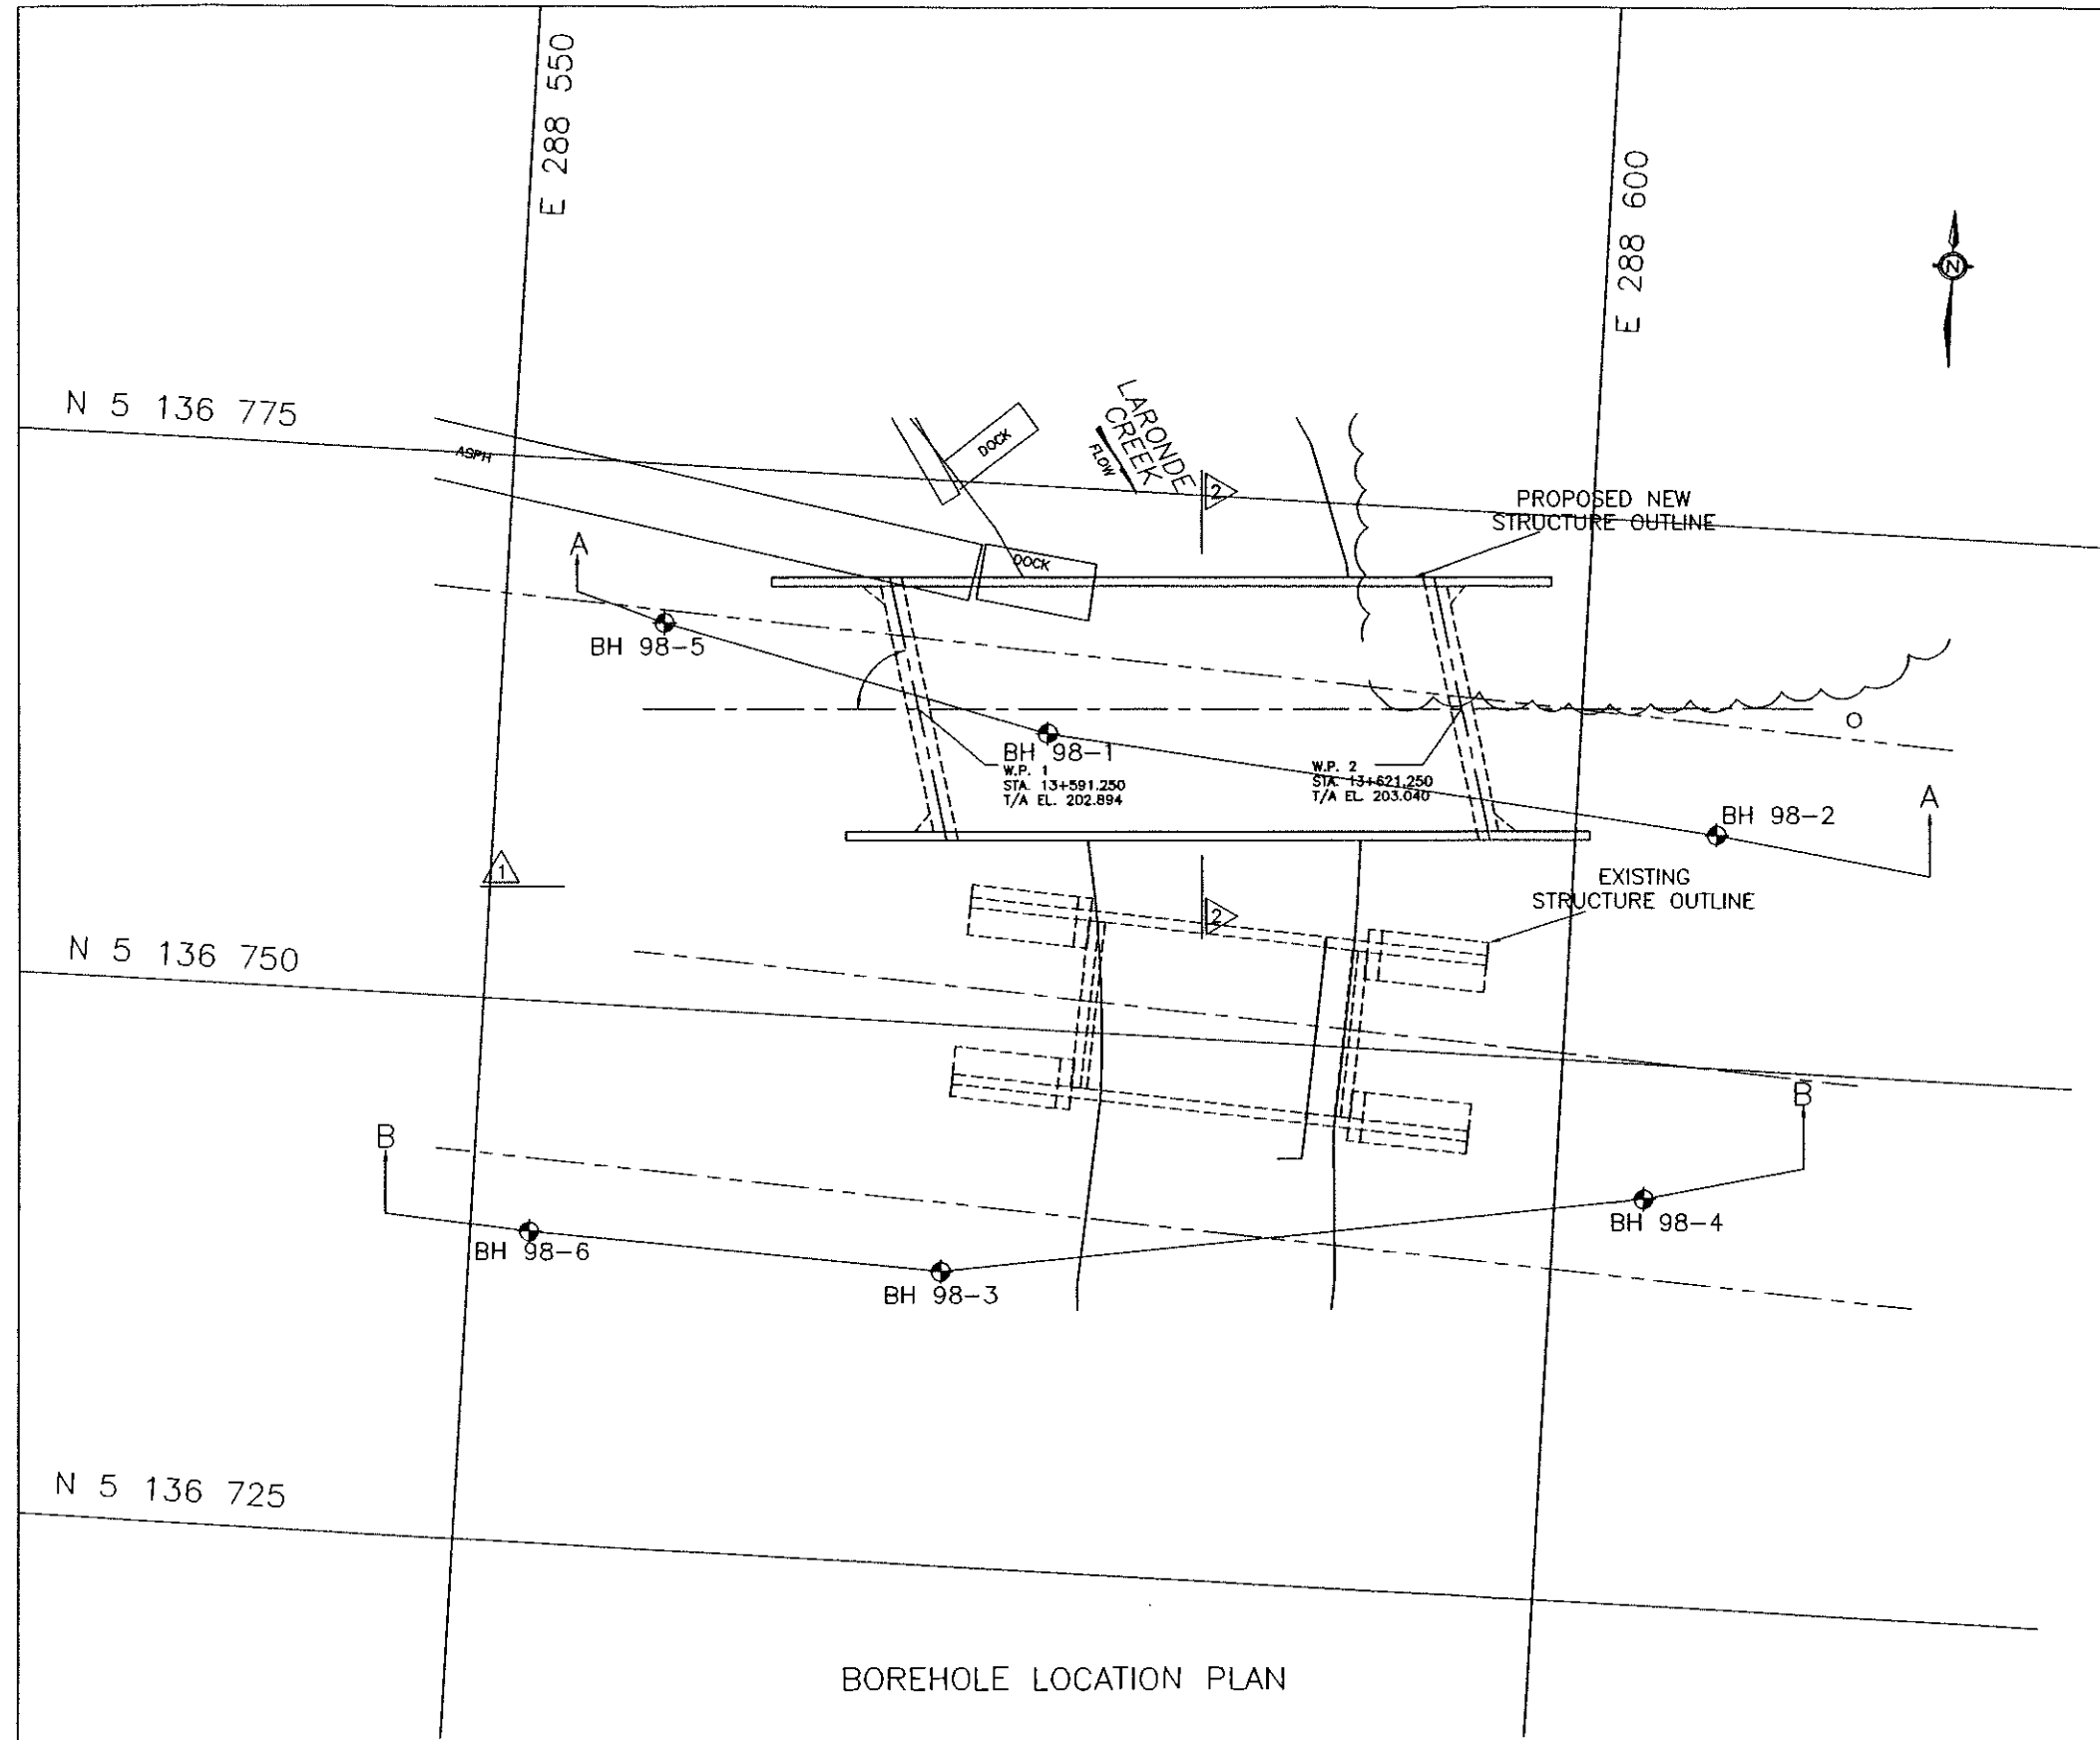 E 288 550
E 288 600
N
N 5 136 775
ASPH
DOCK
LARONDE
CREEK
FLOW
2
PROPOSED NEW
STRUCTURE OUTLINE
A
DOCK
BH 98-5
BH 98-1
W.P. 1
STA. 13+591.250
T/A EL. 202.894
W.P. 2
STA. 13+621.250
T/A EL. 203.040
A
BH 98-2
1
EXISTING
STRUCTURE OUTLINE
2
N 5 136 750
B
B
BH 98-6
BH 98-3
BH 98-4
N 5 136 725
BOREHOLE LOCATION PLAN